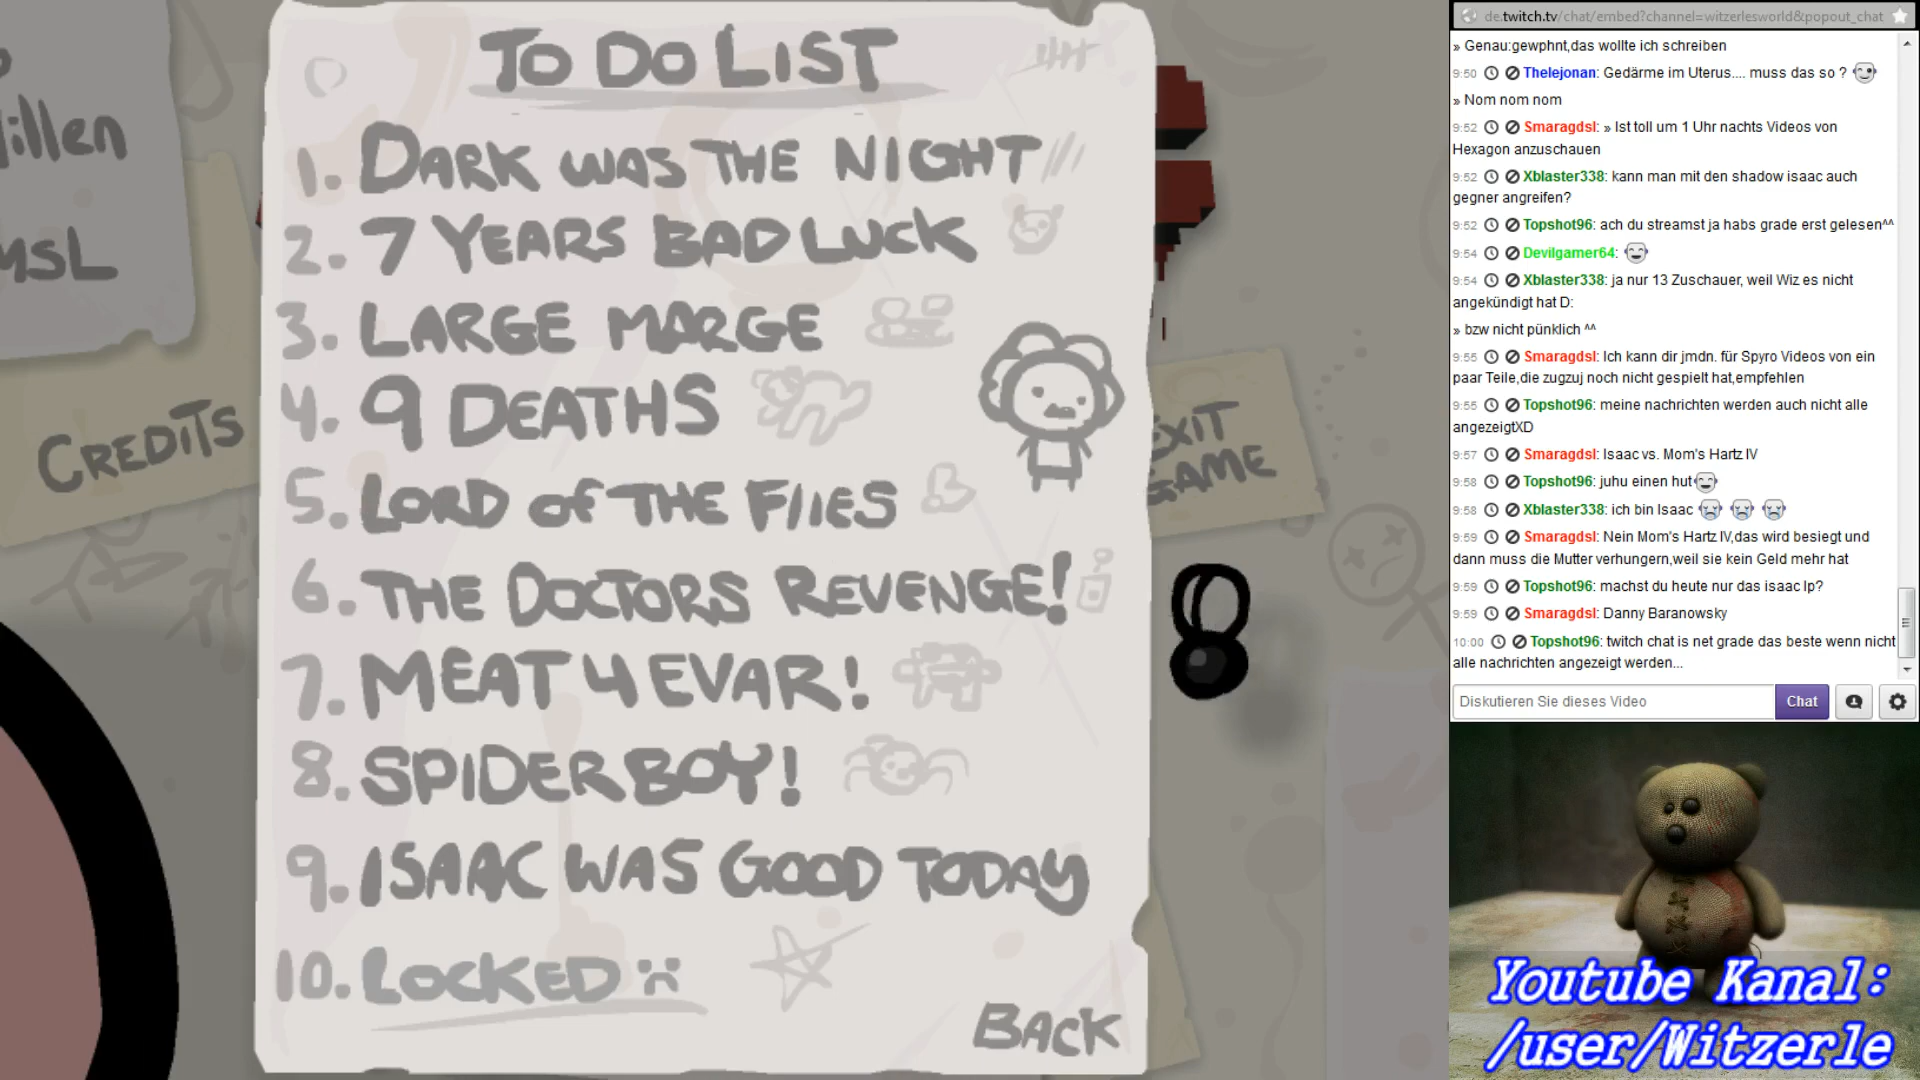 illen
MSL
CREDITS
TO DO LIST
1. DARK WAS THE NIGHT
2. 7 YEARS BAD LUCK
3. LARGE MARGE
4. 9 DEATHS
5. LORD of THE FlIES
6. THE DOCTORS REVENGE!
7. MEAT 4 EVAR!
8. SPIDER BOY!
9. ISAAC WAS GOOD TODAY
10. LOCKED
BACK
EXIT
GAME
de.twitch.tv/chat/embed?channel=witzerlesworld&popout_chat
» Genau:gewphnt,das wollte ich schreiben
9:50 Thelejonan: Gedärme im Uterus.... muss das so ?
» Nom nom nom
9:52 Smaragdsl: » Ist toll um 1 Uhr nachts Videos von
Hexagon anzuschauen
9:52 Xblaster338: kann man mit den shadow isaac auch
gegner angreifen?
9:52 Topshot96: ach du streamst ja habs grade erst gelesen^^
9:54 Devilgamer64:
9:54 Xblaster338: ja nur 13 Zuschauer, weil Wiz es nicht
angekündigt hat D:
» bzw nicht pünklich ^^
9:55 Smaragdsl: Ich kann dir jmdn. für Spyro Videos von ein
paar Teile,die zugzuj noch nicht gespielt hat,empfehlen
9:55 Topshot96: meine nachrichten werden auch nicht alle
angezeigtXD
9:57 Smaragdsl: Isaac vs. Mom's Hartz IV
9:58 Topshot96: juhu einen hut
9:58 Xblaster338: ich bin Isaac
9:59 Smaragdsl: Nein Mom's Hartz IV,das wird besiegt und
dann muss die Mutter verhungern,weil sie kein Geld mehr hat
9:59 Topshot96: machst du heute nur das isaac lp?
9:59 Smaragdsl: Danny Baranowsky
10:00 Topshot96: twitch chat is net grade das beste wenn nicht
alle nachrichten angezeigt werden...
Diskutieren Sie dieses Video
Chat
Youtube Kanal:
/user/Witzerle